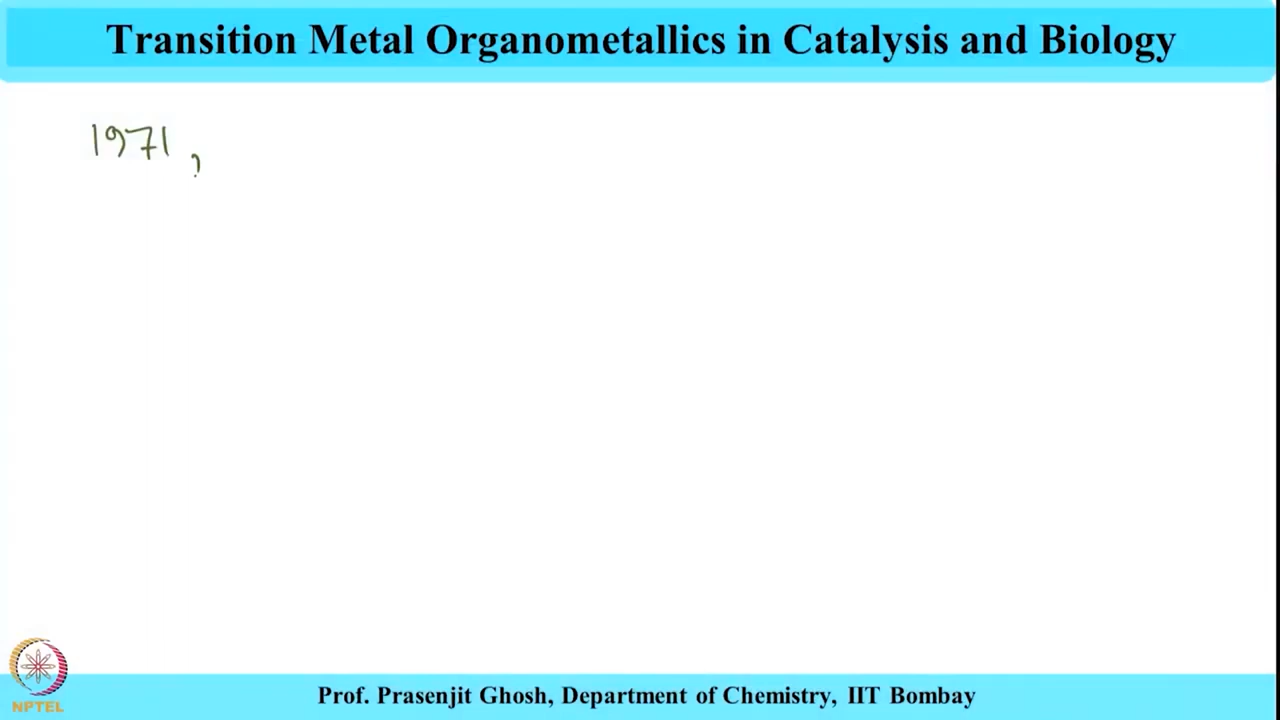 Transition Metal Organometallics in Catalysis and Biology
1971,
NPTEL
Prof. Prasenjit Ghosh, Department of Chemistry, IIT Bombay